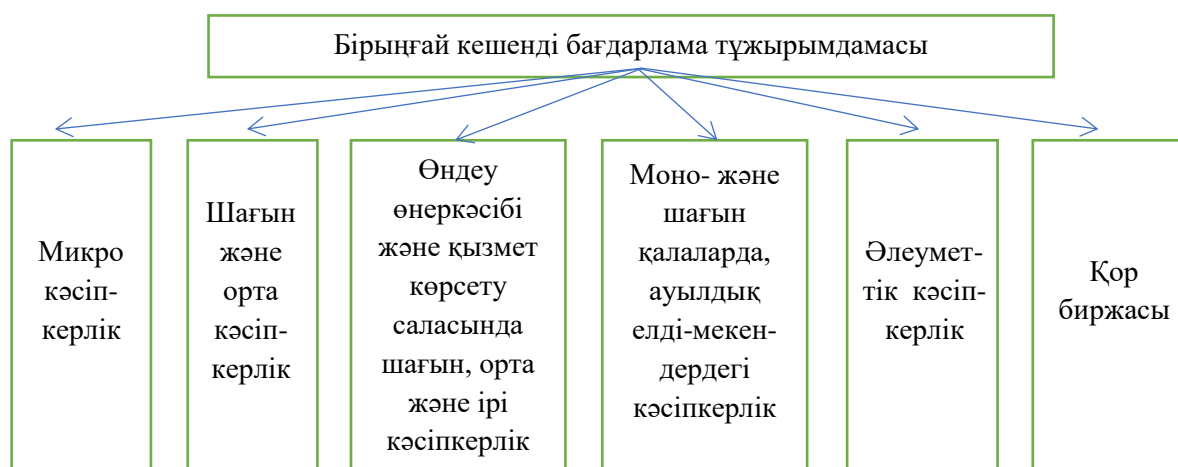 Бірыңғай кешенді бағдарлама тұжырымдамасы
Микро
кәсіп-
керлік
Шағын
және
орта
кәсіп-
керлік
Өндеу
өнеркәсібі
және қызмет
көрсету
саласында
шағын, орта
және ірі
кәсіпкерлік
Моно- және
шағын
қалаларда,
ауылдық
елді-мекен-
дердегі
кәсіпкерлік
Әлеумет-
тік кәсіп-
керлік
Қор
биржасы